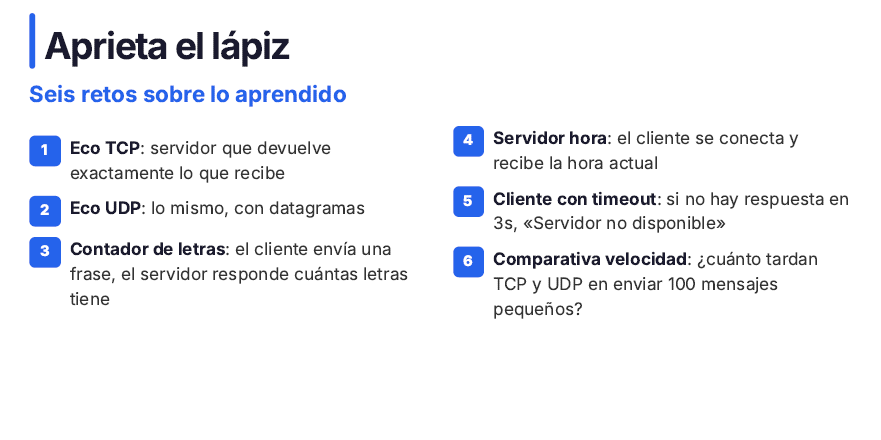 Aprieta el lápiz
Seis retos sobre lo aprendido
1 Eco TCP: servidor que devuelve
exactamente lo que recibe
2 Eco UDP: lo mismo, con datagramas
3 Contador de letras: el cliente envía una
frase, el servidor responde cuántas letras
tiene
4 Servidor hora: el cliente se conecta y
recibe la hora actual
5 Cliente con timeout: si no hay respuesta en
3s, «Servidor no disponible»
6 Comparativa velocidad: ¿cuánto tardan
TCP y UDP en enviar 100 mensajes
pequeños?